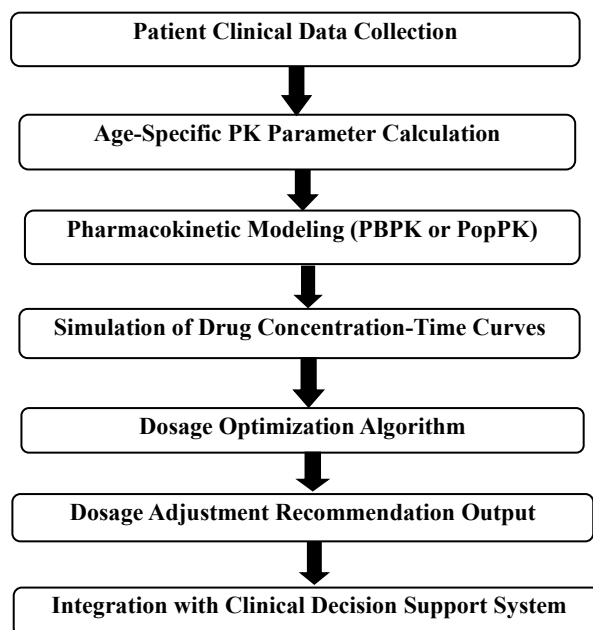 Patient Clinical Data Collection
Age-Specific PK Parameter Calculation
Pharmacokinetic Modeling (PBPK or PopPK)
Simulation of Drug Concentration-Time Curves
Dosage Optimization Algorithm
Dosage Adjustment Recommendation Output
Integration with Clinical Decision Support System